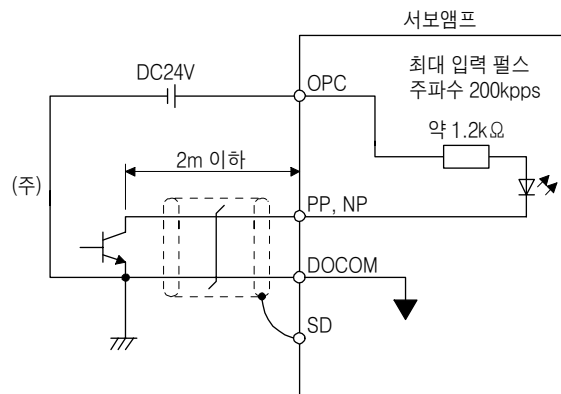 서보앰프
DC24V
OPC
최대 입력 펄스
주파수 200kpps
약 1.2kΩ
2m 이하
(주)
PP, NP
DOCOM
SD